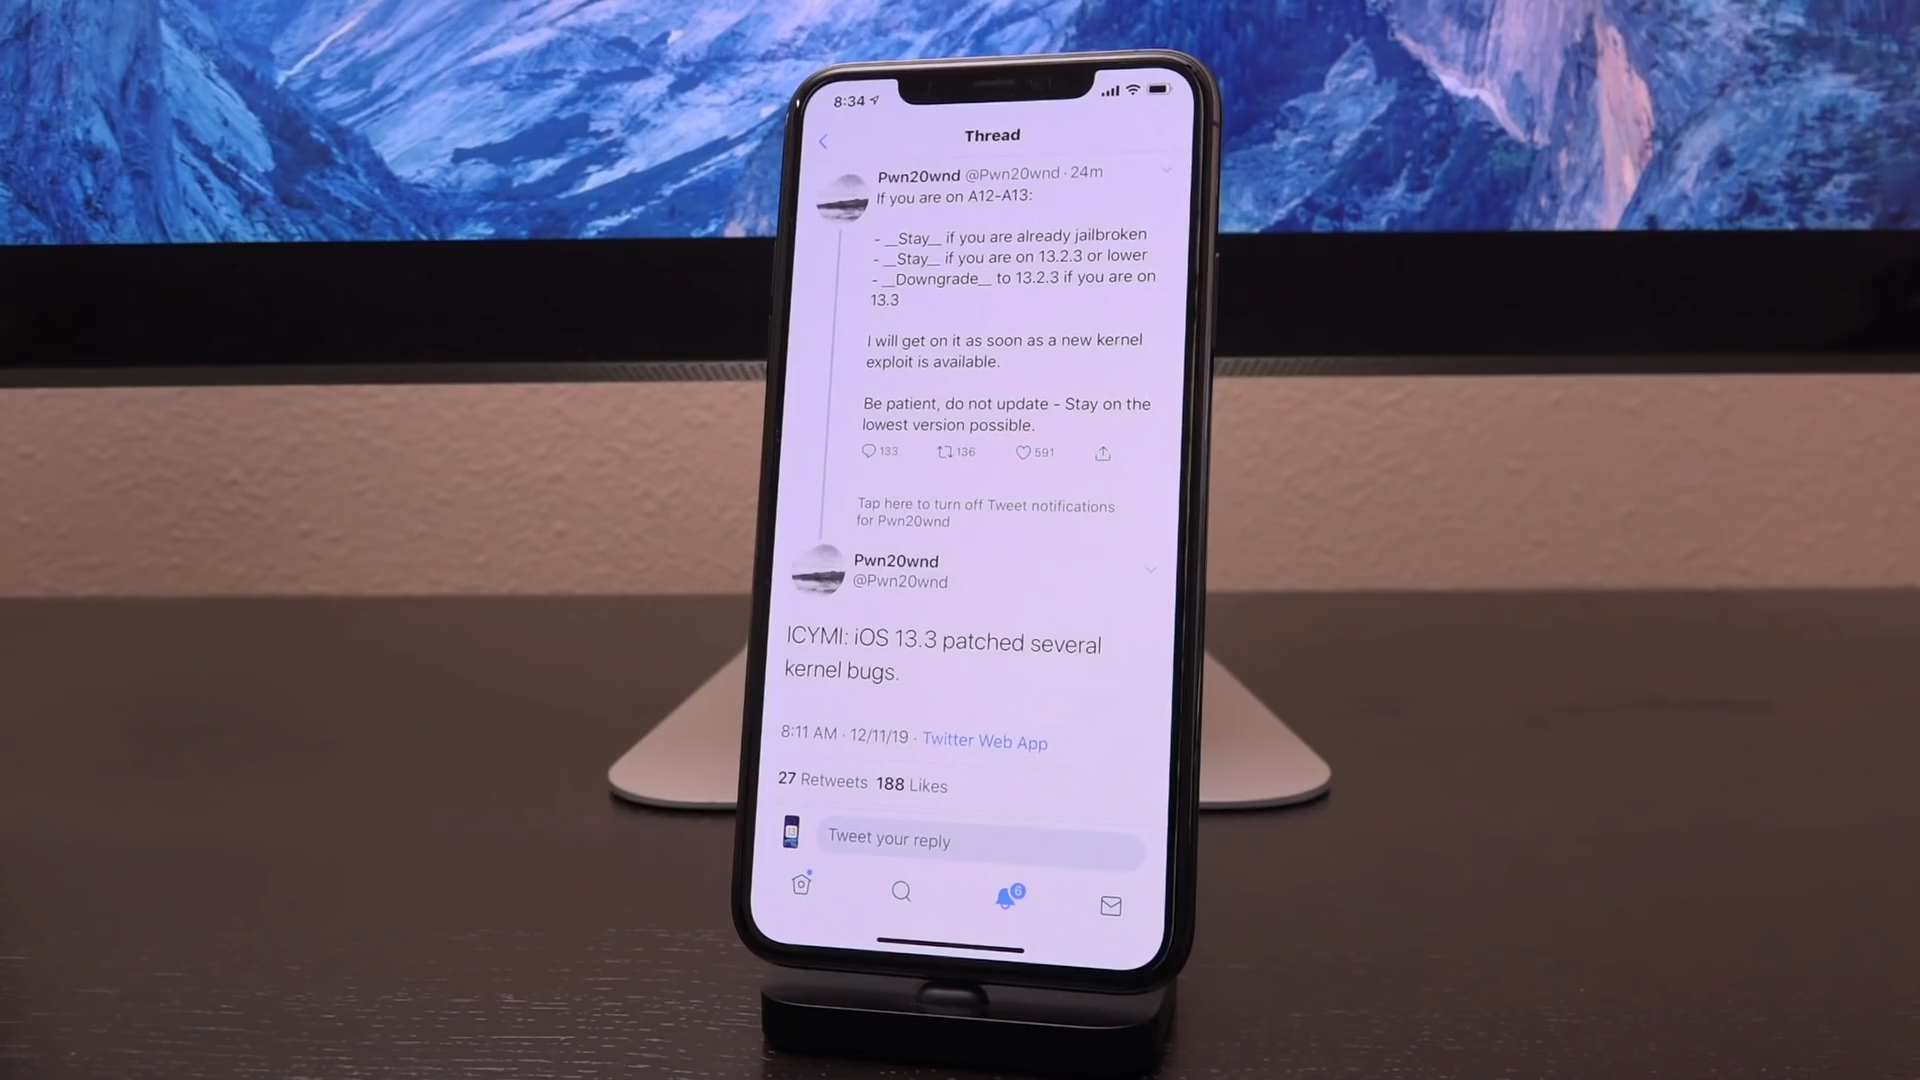 8:34
Thread
Pwn20wnd @Pwn20wnd · 24m
If you are on A12-A13:
- __Stay__ if you are already jailbroken
- __Stay__ if you are on 13.2.3 or lower
- __Downgrade__ to 13.2.3 if you are on
13.3
I will get on it as soon as a new kernel
exploit is available.
Be patient, do not update - Stay on the
lowest version possible.
133 136 591
Tap here to turn off Tweet notifications
for Pwn20wnd
Pwn20wnd
@Pwn20wnd
ICYMI: iOS 13.3 patched several
kernel bugs.
8:11 AM · 12/11/19 · Twitter Web App
27 Retweets 188 Likes
Tweet your reply
6